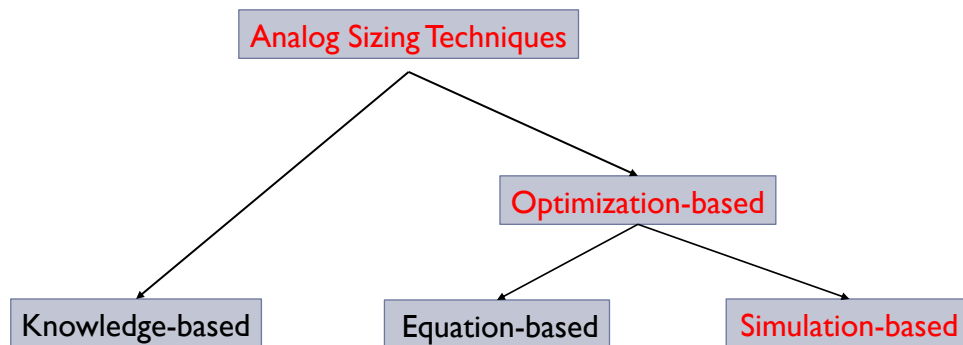 Analog Sizing Techniques
Optimization-based
Knowledge-based
Equation-based
Simulation-based